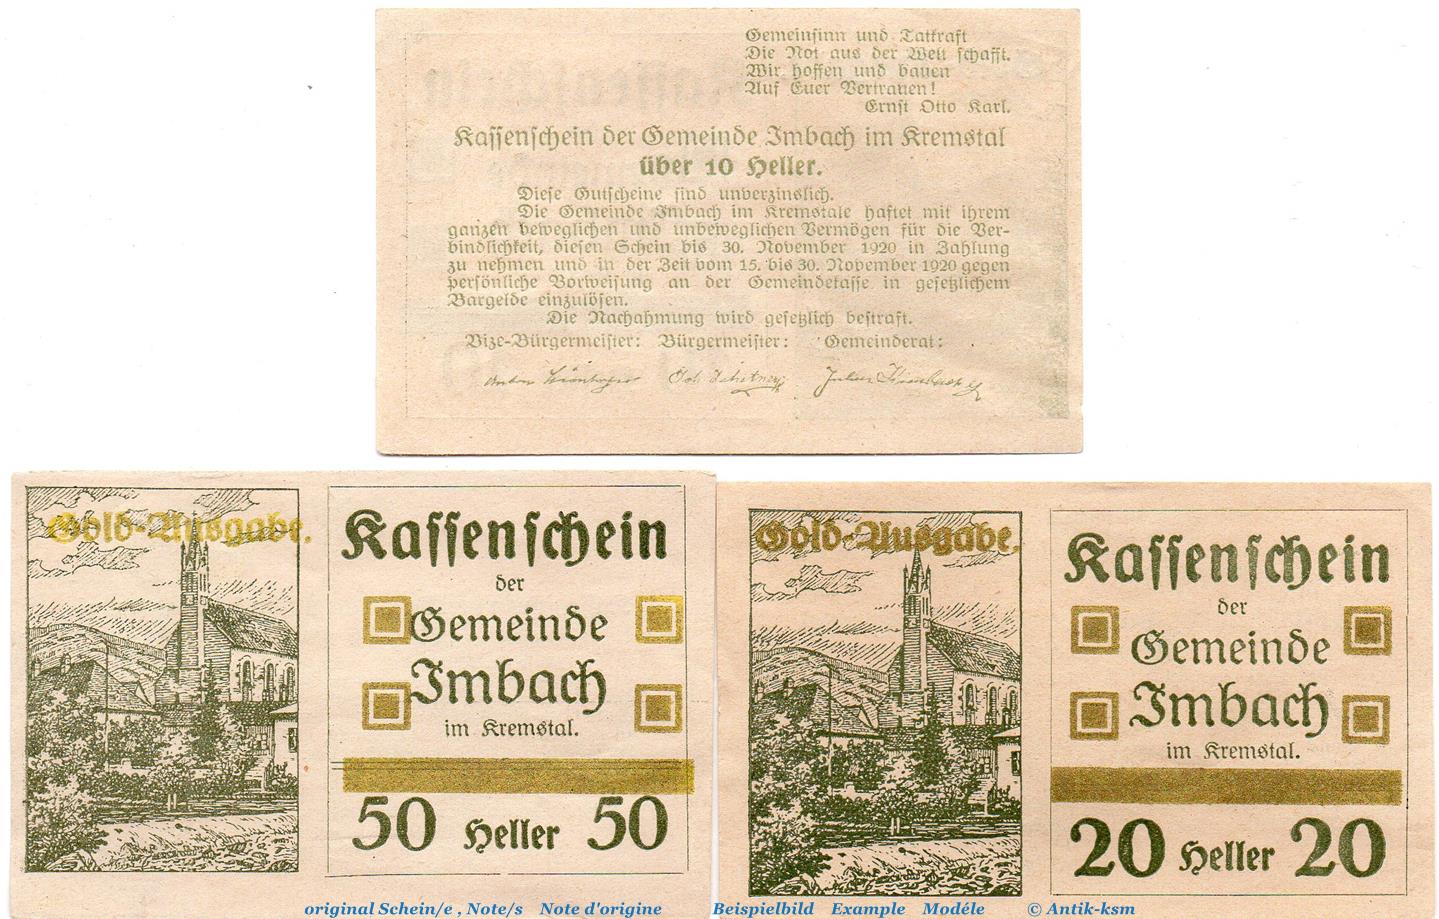 Gemeinsinn und Tatkraft
Die Not aus der Welt schafft.
Wir hoffen und bauen
Auf Euer Vertrauen!
Ernst Otto Karl.
Kassenschein der Gemeinde Imbach im Kremstal
über 10 Heller.
Diese Gutscheine sind unverzinslich.
Die Gemeinde Imbach im Kremstale haftet mit ihrem
ganzen beweglichen und unbeweglichen Vermögen für die Ver-
bindlichkeit, diesen Schein bis 30. November 1920 in Zahlung
zu nehmen und in der Zeit vom 15. bis 30. November 1920 gegen
persönliche Vorweisung an der Gemeindekasse in gesetzlichem
Bargelde einzulösen.
Die Nachahmung wird gesetzlich bestraft.
Vize-Bürgermeister: Bürgermeister: Gemeinderat:
Anton
Julius
Gold-Ausgabe.
Kassenschein
der
Gemeinde
Imbach
im Kremstal.
50 Heller 50
Gold-Ausgabe.
Kassenschein
der
Gemeinde
Imbach
im Kremstal.
20 Heller 20
original Schein/e , Note/s Note d'origine Beispielbild Example Modéle © Antik-ksm